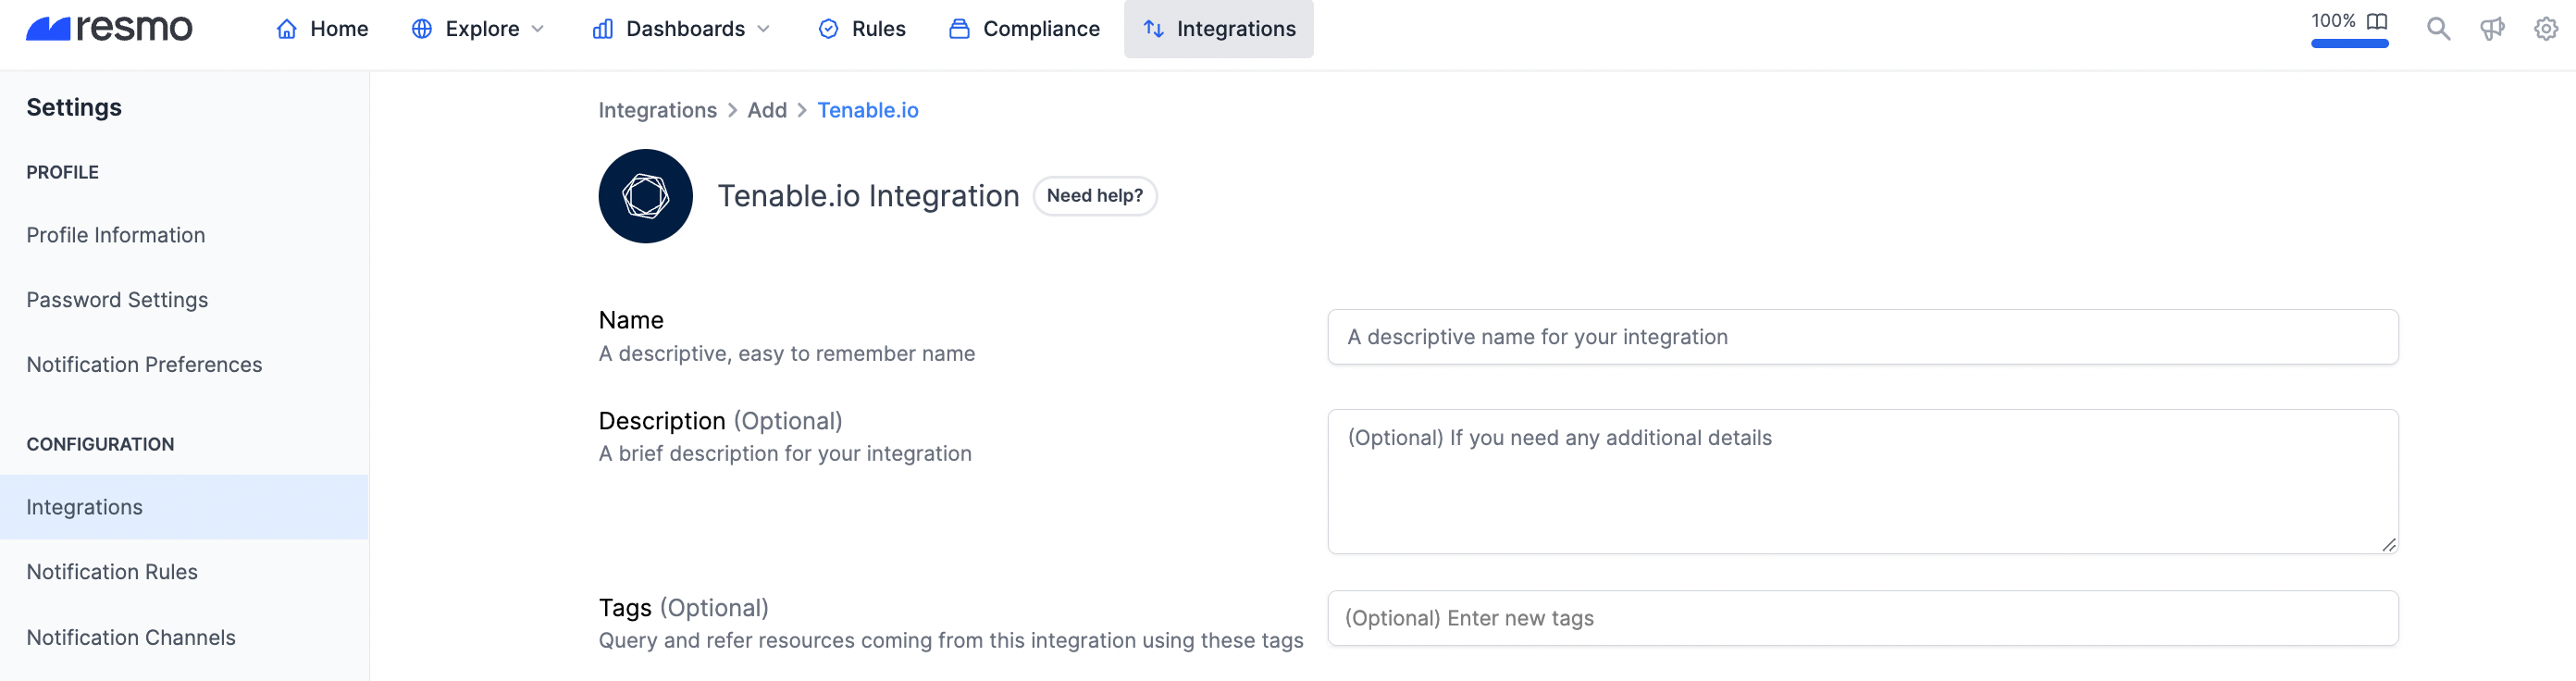 resmo
Home
Explore
Dashboards
Rules
Compliance
Integrations
100%
Settings
PROFILE
Profile Information
Password Settings
Notification Preferences
CONFIGURATION
Integrations
Notification Rules
Notification Channels
Integrations > Add > Tenable.io
Tenable.io Integration
Need help?
Name
A descriptive, easy to remember name
A descriptive name for your integration
Description (Optional)
A brief description for your integration
(Optional) If you need any additional details
Tags (Optional)
Query and refer resources coming from this integration using these tags
(Optional) Enter new tags